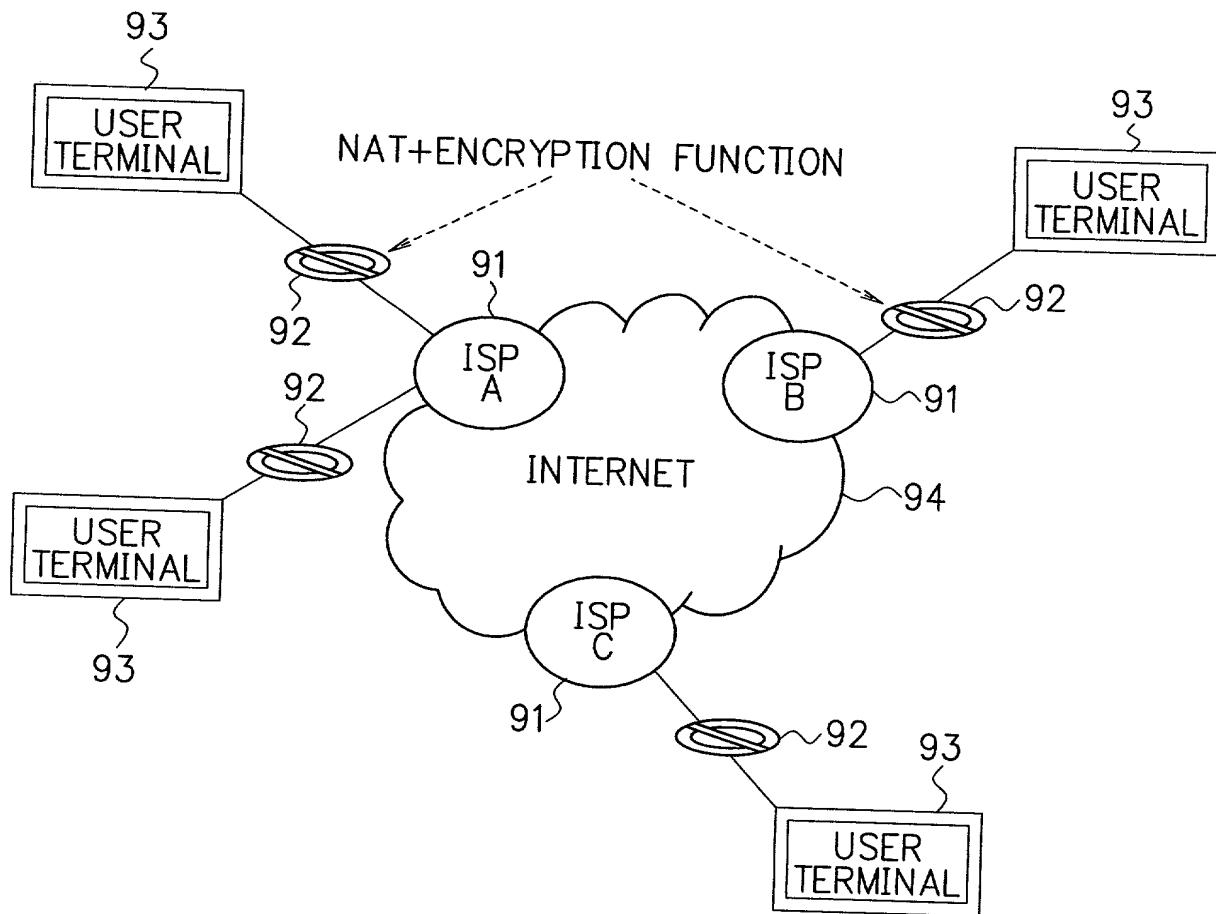 93
USER
TERMINAL
93
USER
TERMINAL
NAT+ENCRYPTION FUNCTION
92
91
ISP
A
92
ISP
B
91
92
INTERNET
94
USER
TERMINAL
93
ISP
C
91
92
93
USER
TERMINAL